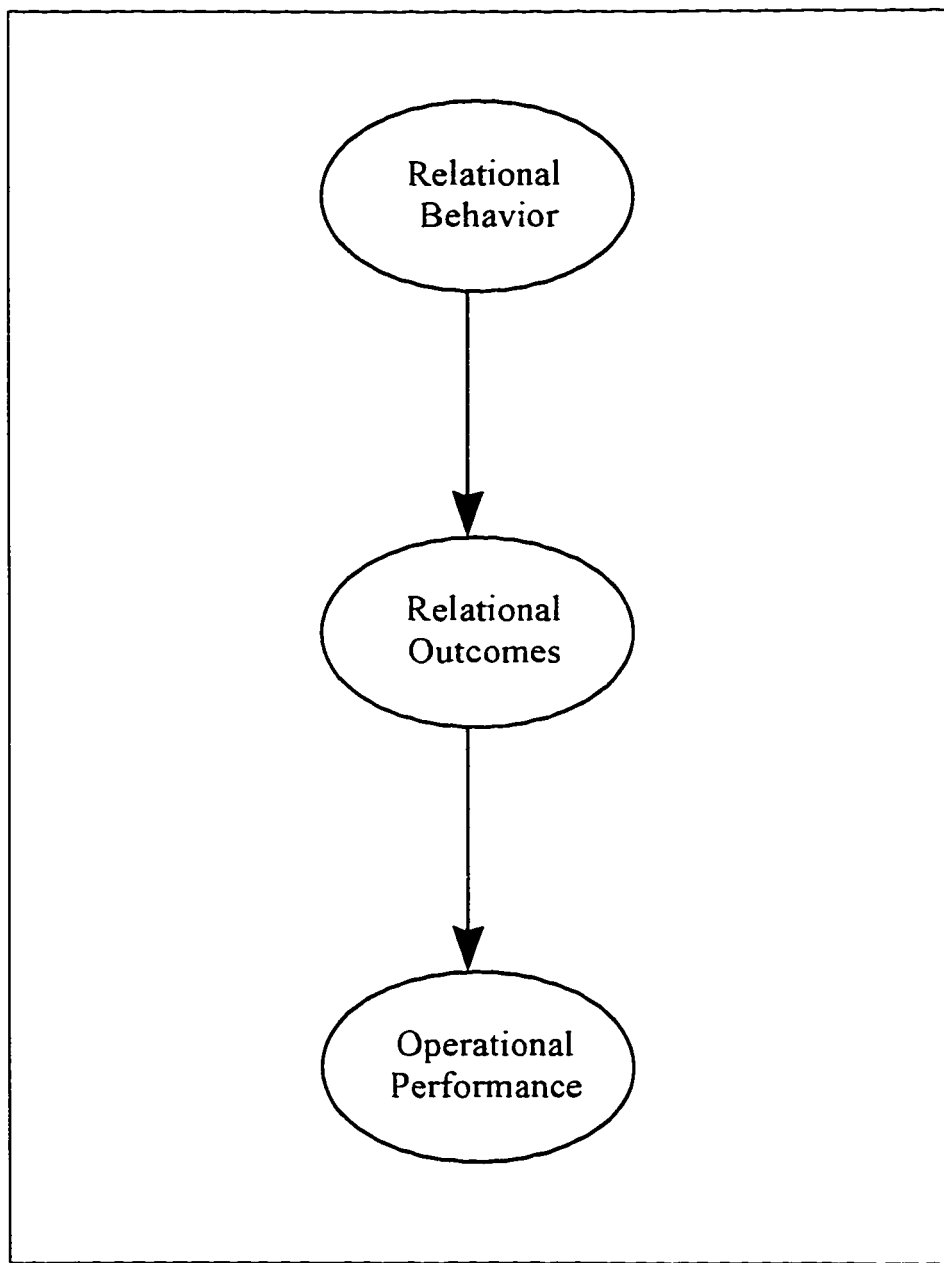 Relational
Behavior
Relational
Outcomes
Operational
Performance